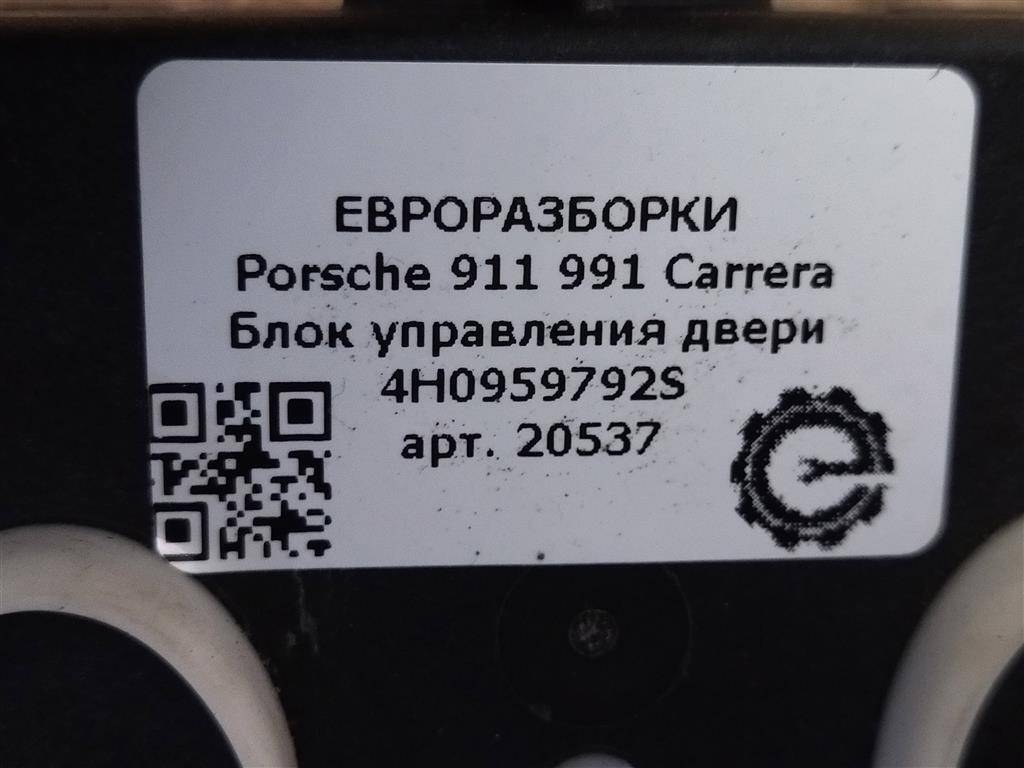 ЕВРОРАЗБОРКИ
Porsche 911 991 Carrera
Блок управления двери
4H0959792S
арт. 20537